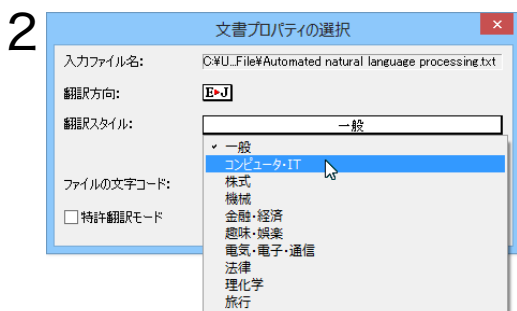 2
文書プロパティの選択
入力ファイル名: C:¥U...File¥Automated natural language processing.txt
翻訳方向: E▸J
翻訳スタイル: 一般
✓ 一般
コンピュータ・IT
株式
ファイルの文字コード:
機械
特許翻訳モード
金融・経済
趣味・娯楽
電気・電子・通信
法律
理化学
旅行